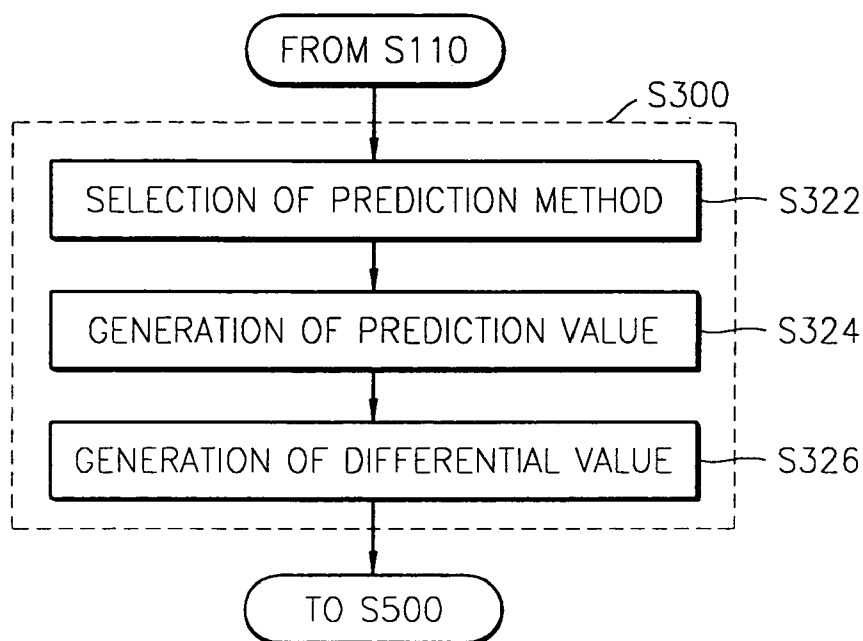 FROM S110
S300
SELECTION OF PREDICTION METHOD
S322
GENERATION OF PREDICTION VALUE
S324
GENERATION OF DIFFERENTIAL VALUE
S326
TO S500